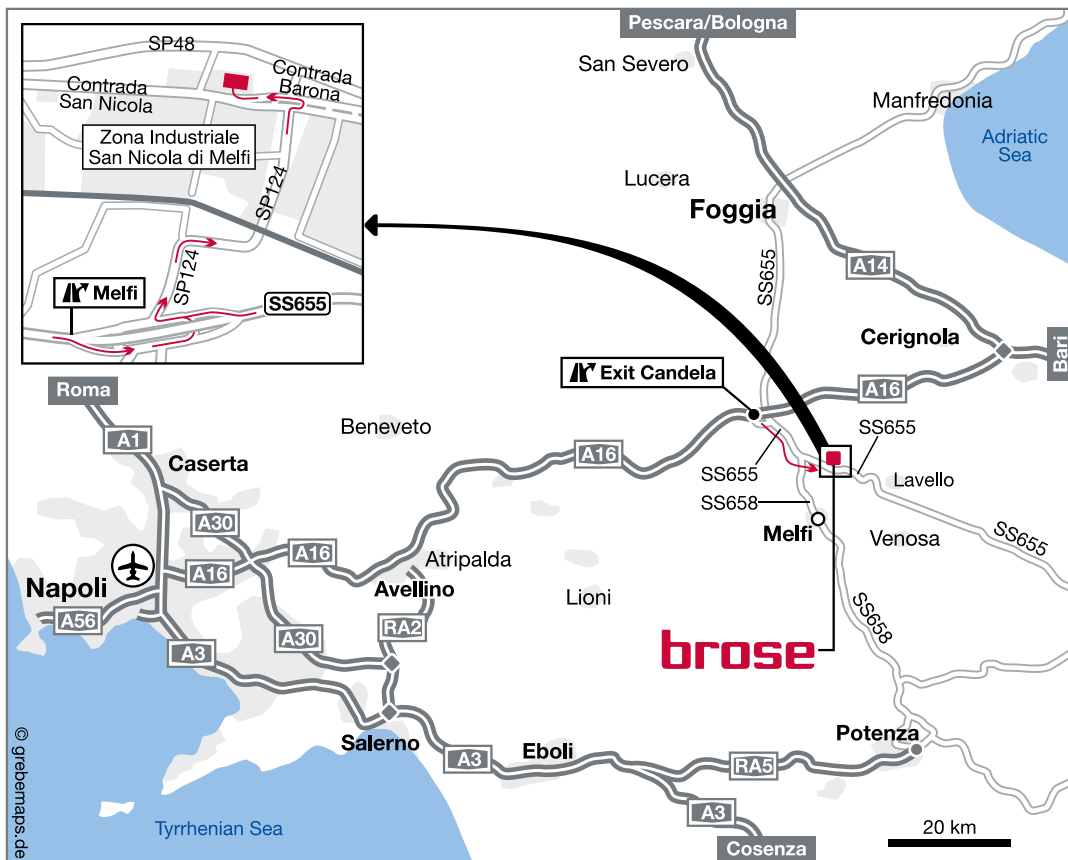 Pescara/Bologna
SP48
San Severo
Contrada
Barona
Contrada
San Nicola
Manfredonia
Zona Industriale
San Nicola di Melfi
Adriatic
Sea
Lucera
SP124
Foggia
SS655
SP124
A14
Melfi
SS655
Cerignola
Bari
Exit Candela
Roma
A16
Beneveto
SS655
A1
Caserta
A16
SS655
Lavello
SS658
A30
Melfi
Venosa
SS655
A16
Atripalda
A16
Napoli
Avellino
Lioni
A56
RA2
SS658
A30
A3
brose
Salerno
Eboli
Potenza
A3
RA5
A3
Tyrrhenian Sea
20 km
Cosenza
© grebemaps.de